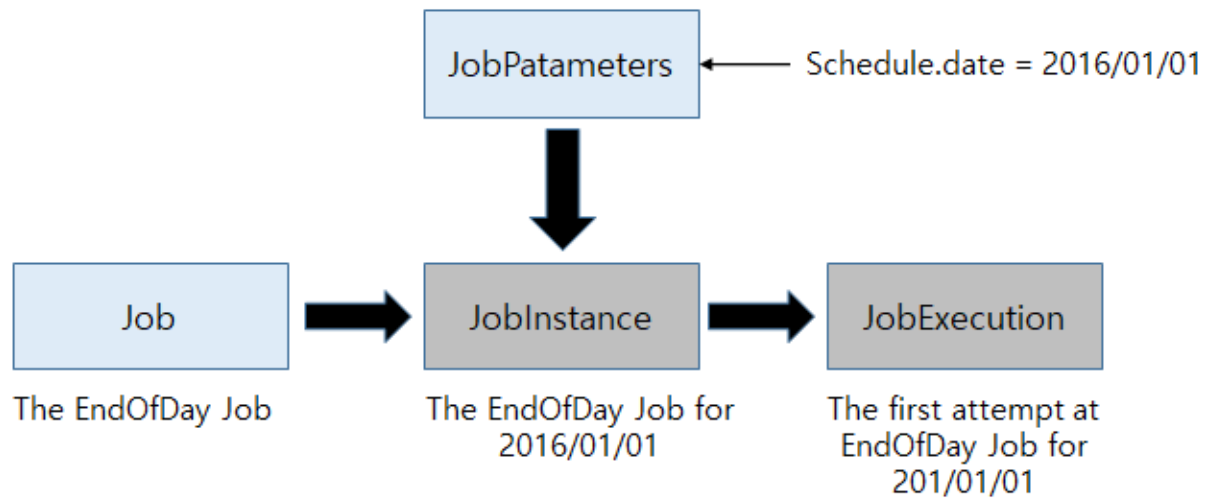 JobPatameters
Schedule.date = 2016/01/01
Job
JobInstance
JobExecution
The EndOfDay Job
The EndOfDay Job for
2016/01/01
The first attempt at
EndOfDay Job for
201/01/01